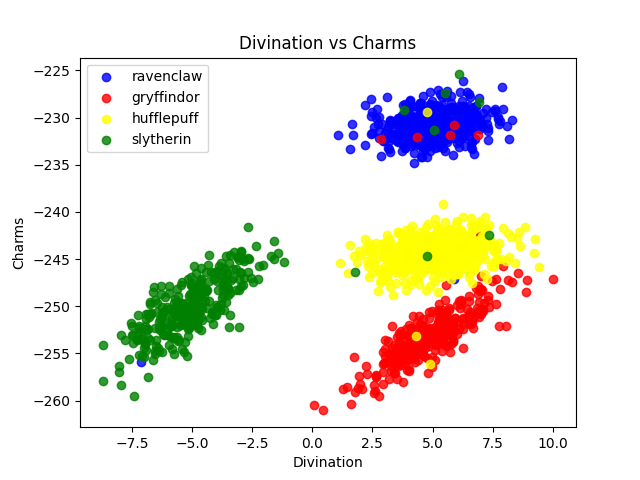 Divination vs Charms
ravenclaw
gryffindor
hufflepuff
slytherin
Charms
−225
−230
−235
−240
−245
−250
−255
−260
−7.5
−5.0
−2.5
0.0
2.5
5.0
7.5
10.0
Divination